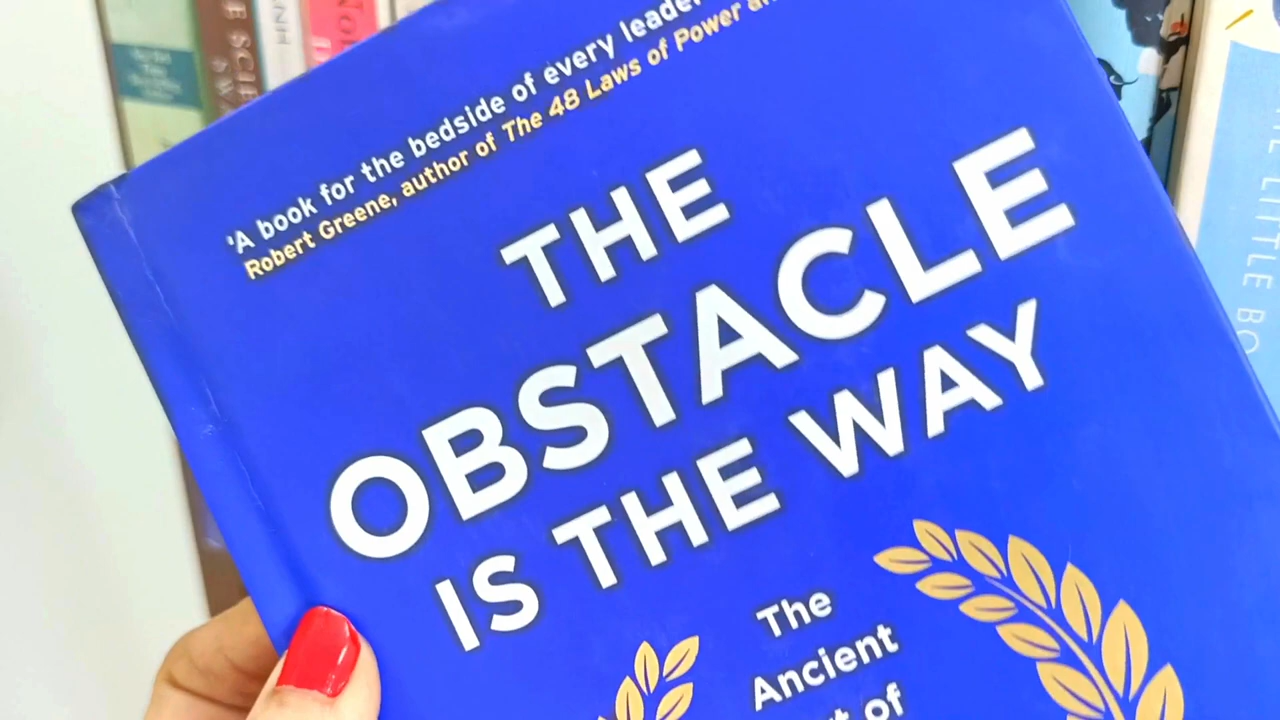 'A book for the bedside of every leader
Robert Greene, author of The 48 Laws of Power
THE
OBSTACLE
IS THE WAY
The
Ancient
of